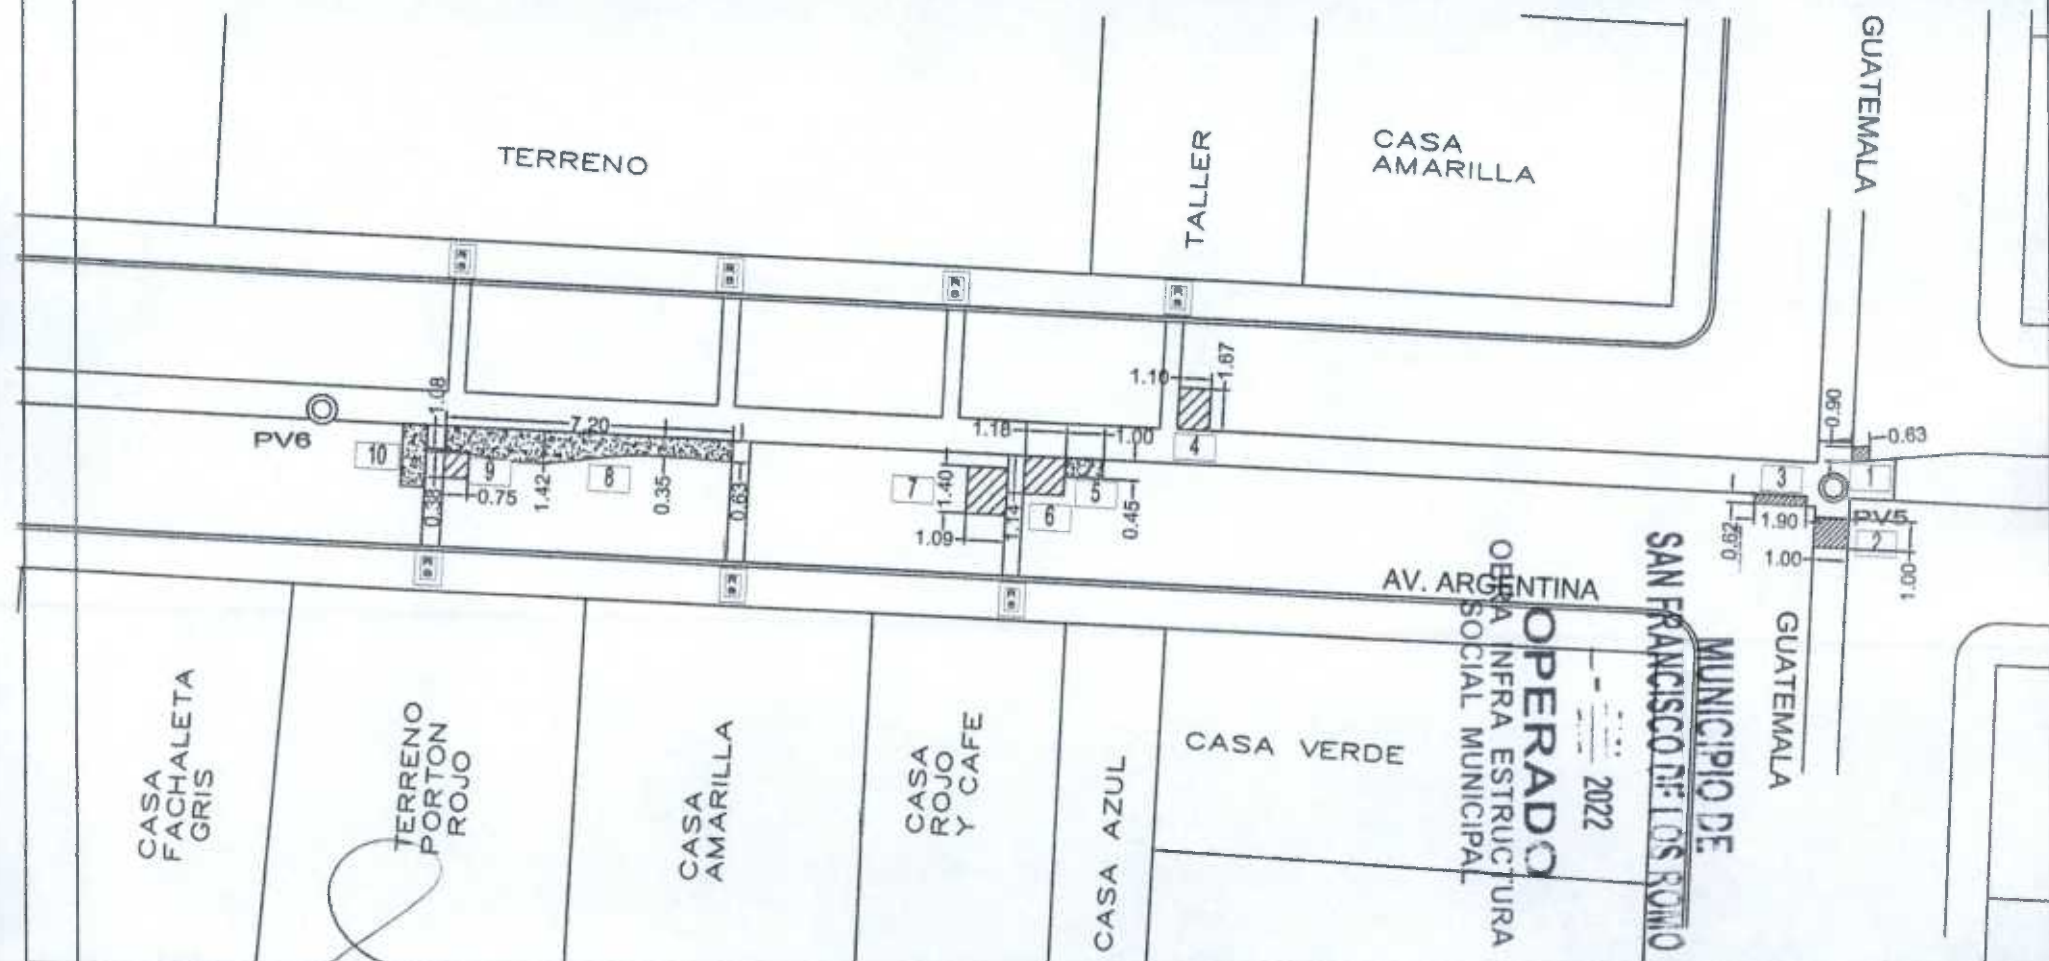 GUATEMALA
TERRENO
TALLER
CASA
AMARILLA
1.67
1.10
4
1.08
7.20
PV6
10
9
8
0.38
0.75
1.42
0.35
0.63
1.18
1.00
7
1.40
1.09
1.14
6
5
0.45
0.90
0.63
3
1
1.90
PV5
2
0.62
1.00
1.00
AV. ARGENTINA
GUATEMALA
MUNICIPIO DE
SAN FRANCISCO DE LOS ROMO
2022
OPERADO
OBRA INFRA ESTRUCTURA
SOCIAL MUNICIPAL
CASA
FACHALETA
GRIS
TERRENO
PORTON
ROJO
CASA
AMARILLA
CASA
ROJO
Y CAFE
CASA AZUL
CASA VERDE